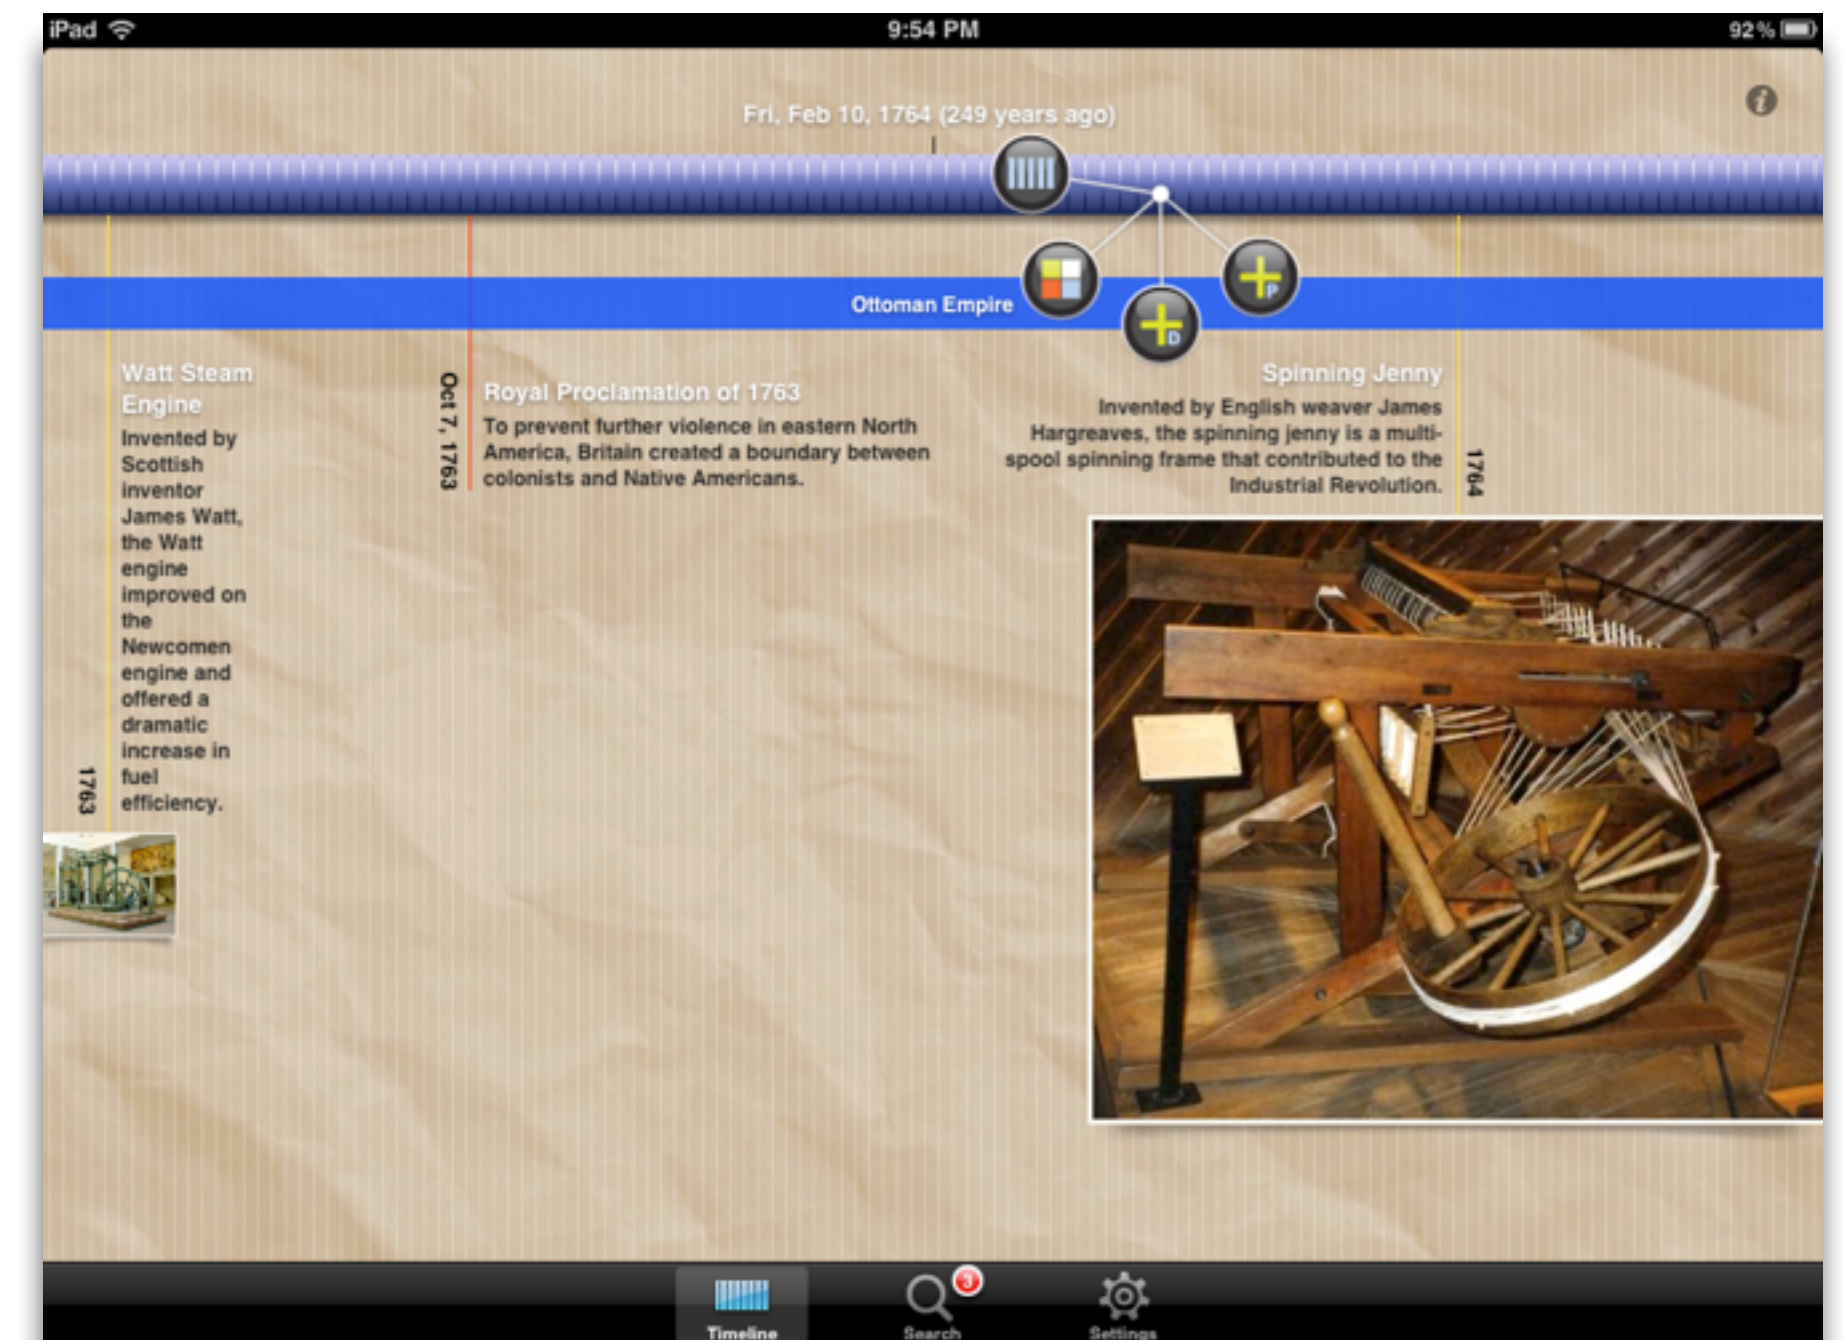 iPad
9:54 PM
92%
Fri, Feb 10, 1764 (249 years ago)
Ottoman Empire
P
D
Watt Steam
Engine
Invented by
Scottish
inventor
James Watt,
the Watt
engine
improved on
the
Newcomen
engine and
offered a
dramatic
increase in
fuel
efficiency.
1763
Oct 7, 1763
Royal Proclamation of 1763
To prevent further violence in eastern North
America, Britain created a boundary between
colonists and Native Americans.
Spinning Jenny
Invented by English weaver James
Hargreaves, the spinning jenny is a multi-
spool spinning frame that contributed to the
Industrial Revolution.
1764
3
Timeline
Search
Settings